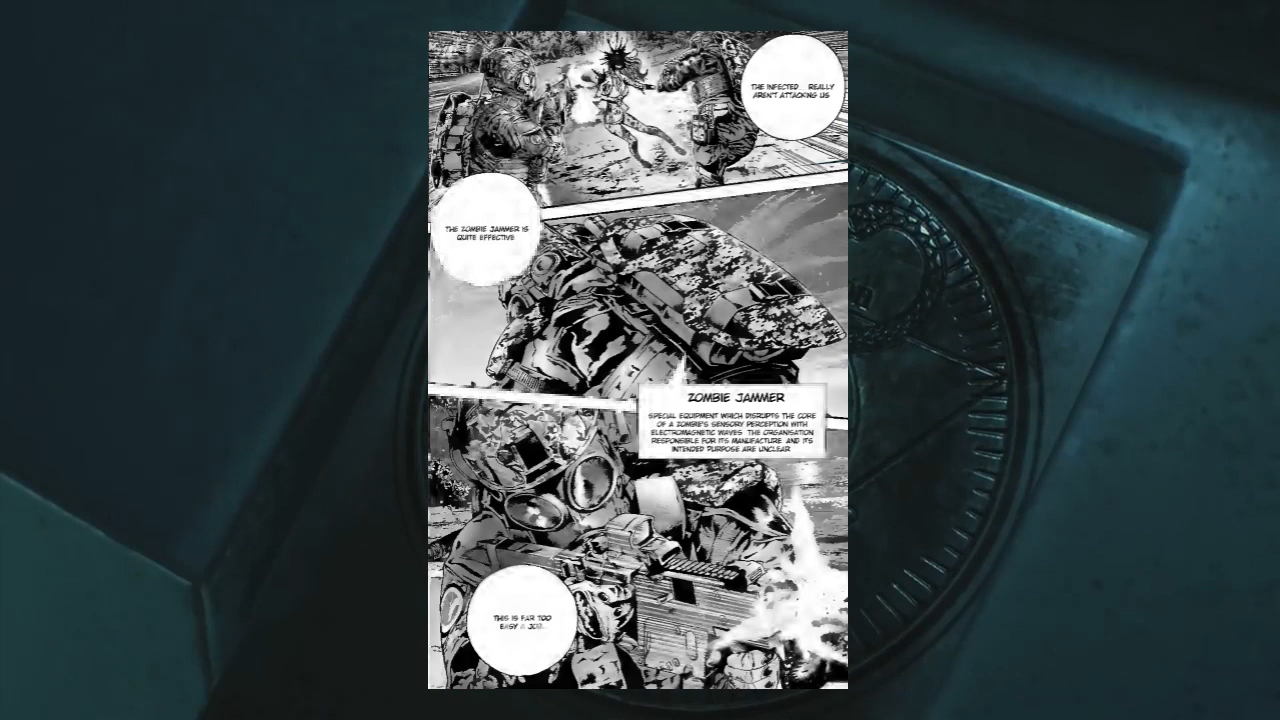 THE INFECTED... REALLY
AREN'T ATTACKING US
THE ZOMBIE JAMMER IS
QUITE EFFECTIVE
ZOMBIE JAMMER
SPECIAL EQUIPMENT WHICH DISRUPTS THE CORE
OF A ZOMBIE'S SENSORY PERCEPTION WITH
ELECTROMAGNETIC WAVES. THE ORGANISATION
RESPONSIBLE FOR ITS MANUFACTURE AND ITS
INTENDED PURPOSE ARE UNCLEAR
THIS IS FAR TOO
EASY A JOB.